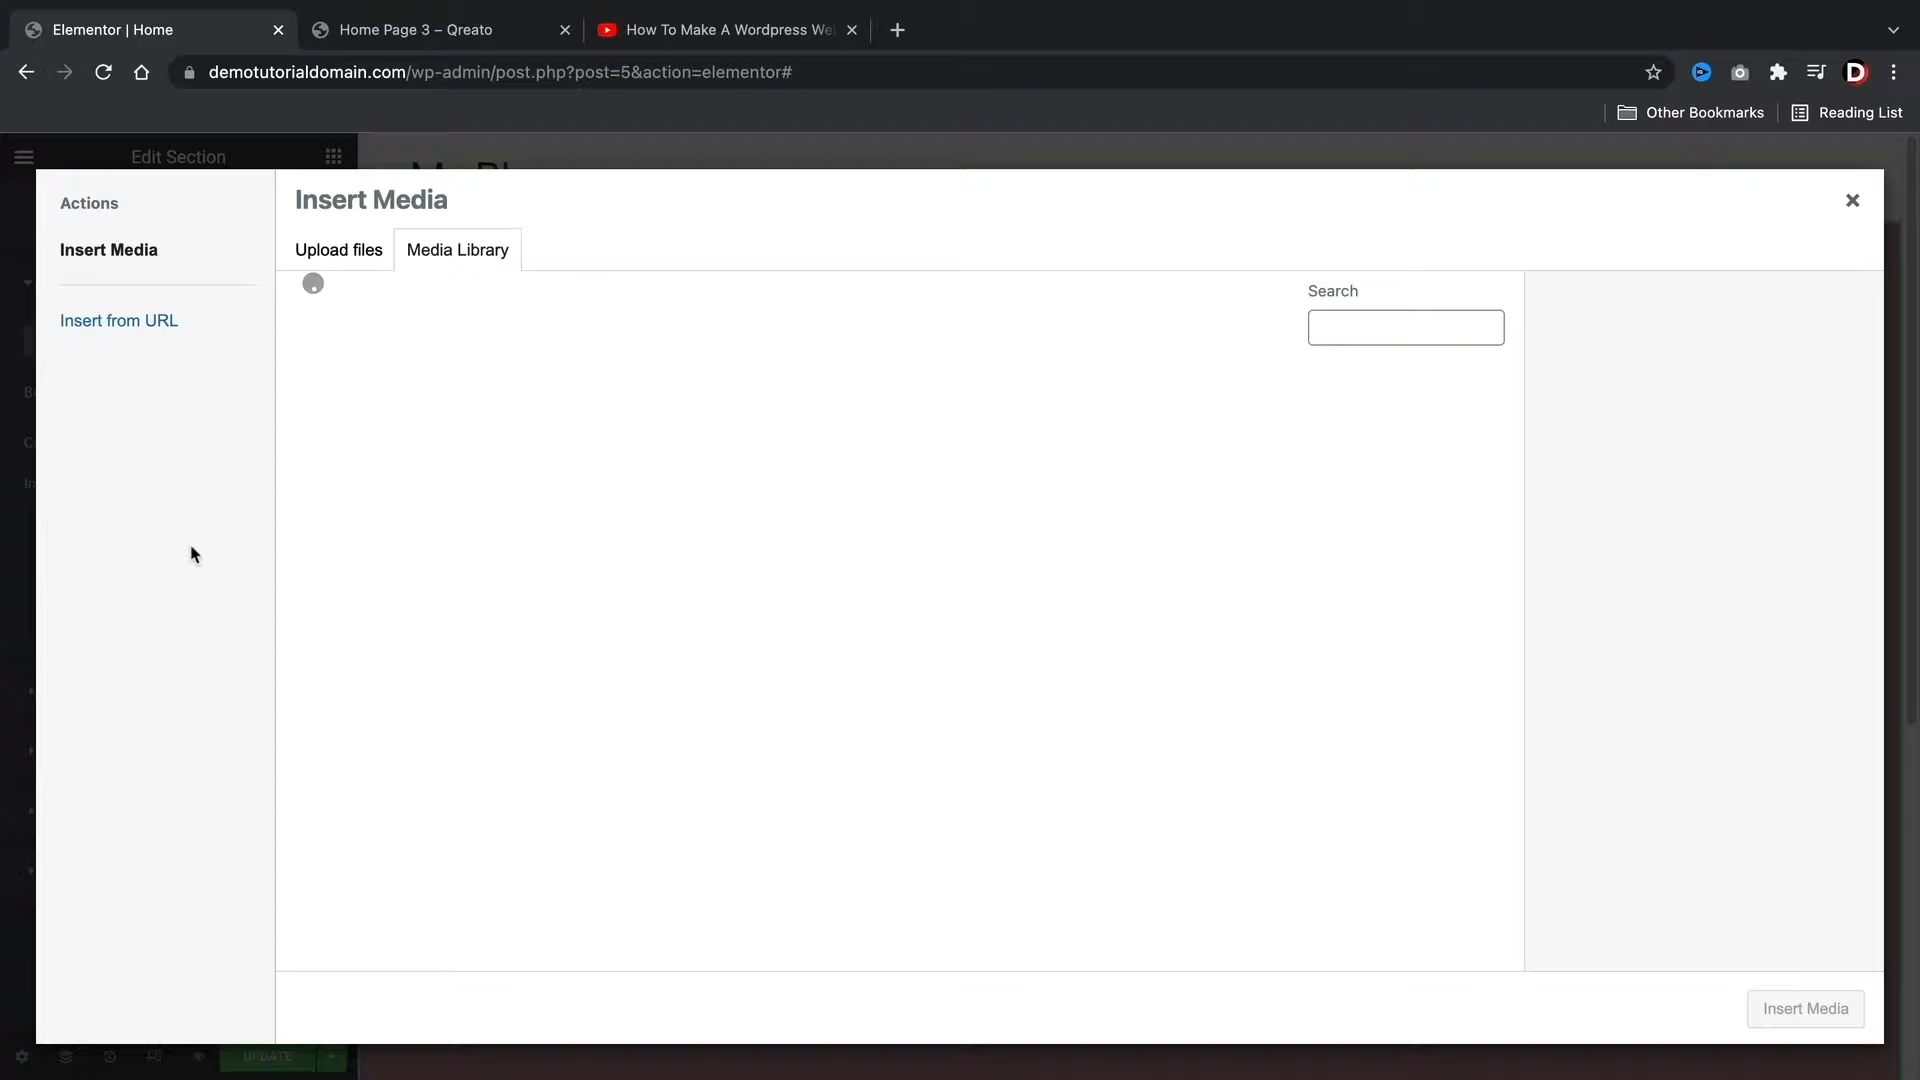 Elementor | Home
Home Page 3 – Qreato
How To Make A Wordpress We
demotutorialdomain.com/wp-admin/post.php?post=5&action=elementor#
Other Bookmarks
Reading List
Edit Section
Actions
Insert Media
Insert from URL
Insert Media
Upload files
Media Library
Search
Insert Media
UPDATE